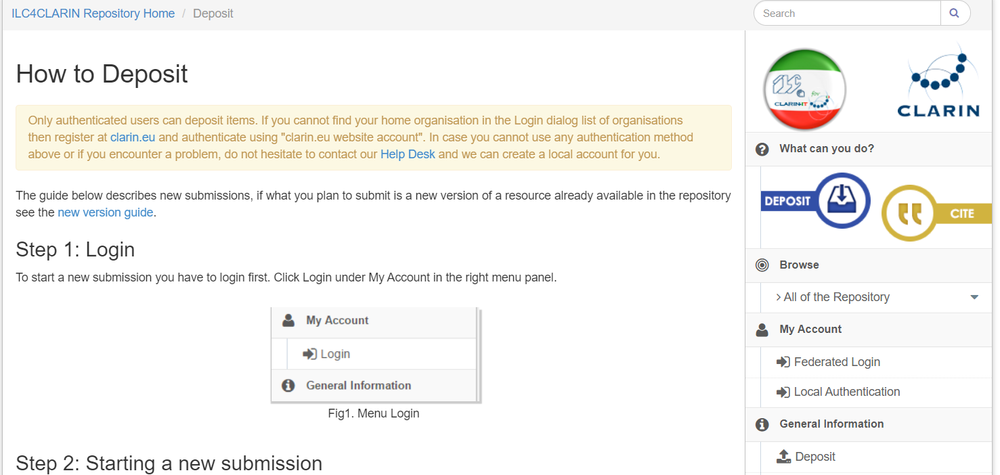 ILC4CLARIN Repository Home / Deposit
Search
How to Deposit
Only authenticated users can deposit items. If you cannot find your home organisation in the Login dialog list of organisations
then register at clarin.eu and authenticate using "clarin.eu website account". In case you cannot use any authentication method
above or if you encounter a problem, do not hesitate to contact our Help Desk and we can create a local account for you.
The guide below describes new submissions, if what you plan to submit is a new version of a resource already available in the repository
see the new version guide.
Step 1: Login
To start a new submission you have to login first. Click Login under My Account in the right menu panel.
My Account
Login
General Information
Fig1. Menu Login
Step 2: Starting a new submission
ILC
for
CLARIN-IT
CLARIN
What can you do?
DEPOSIT
CITE
Browse
All of the Repository
My Account
Federated Login
Local Authentication
General Information
Deposit